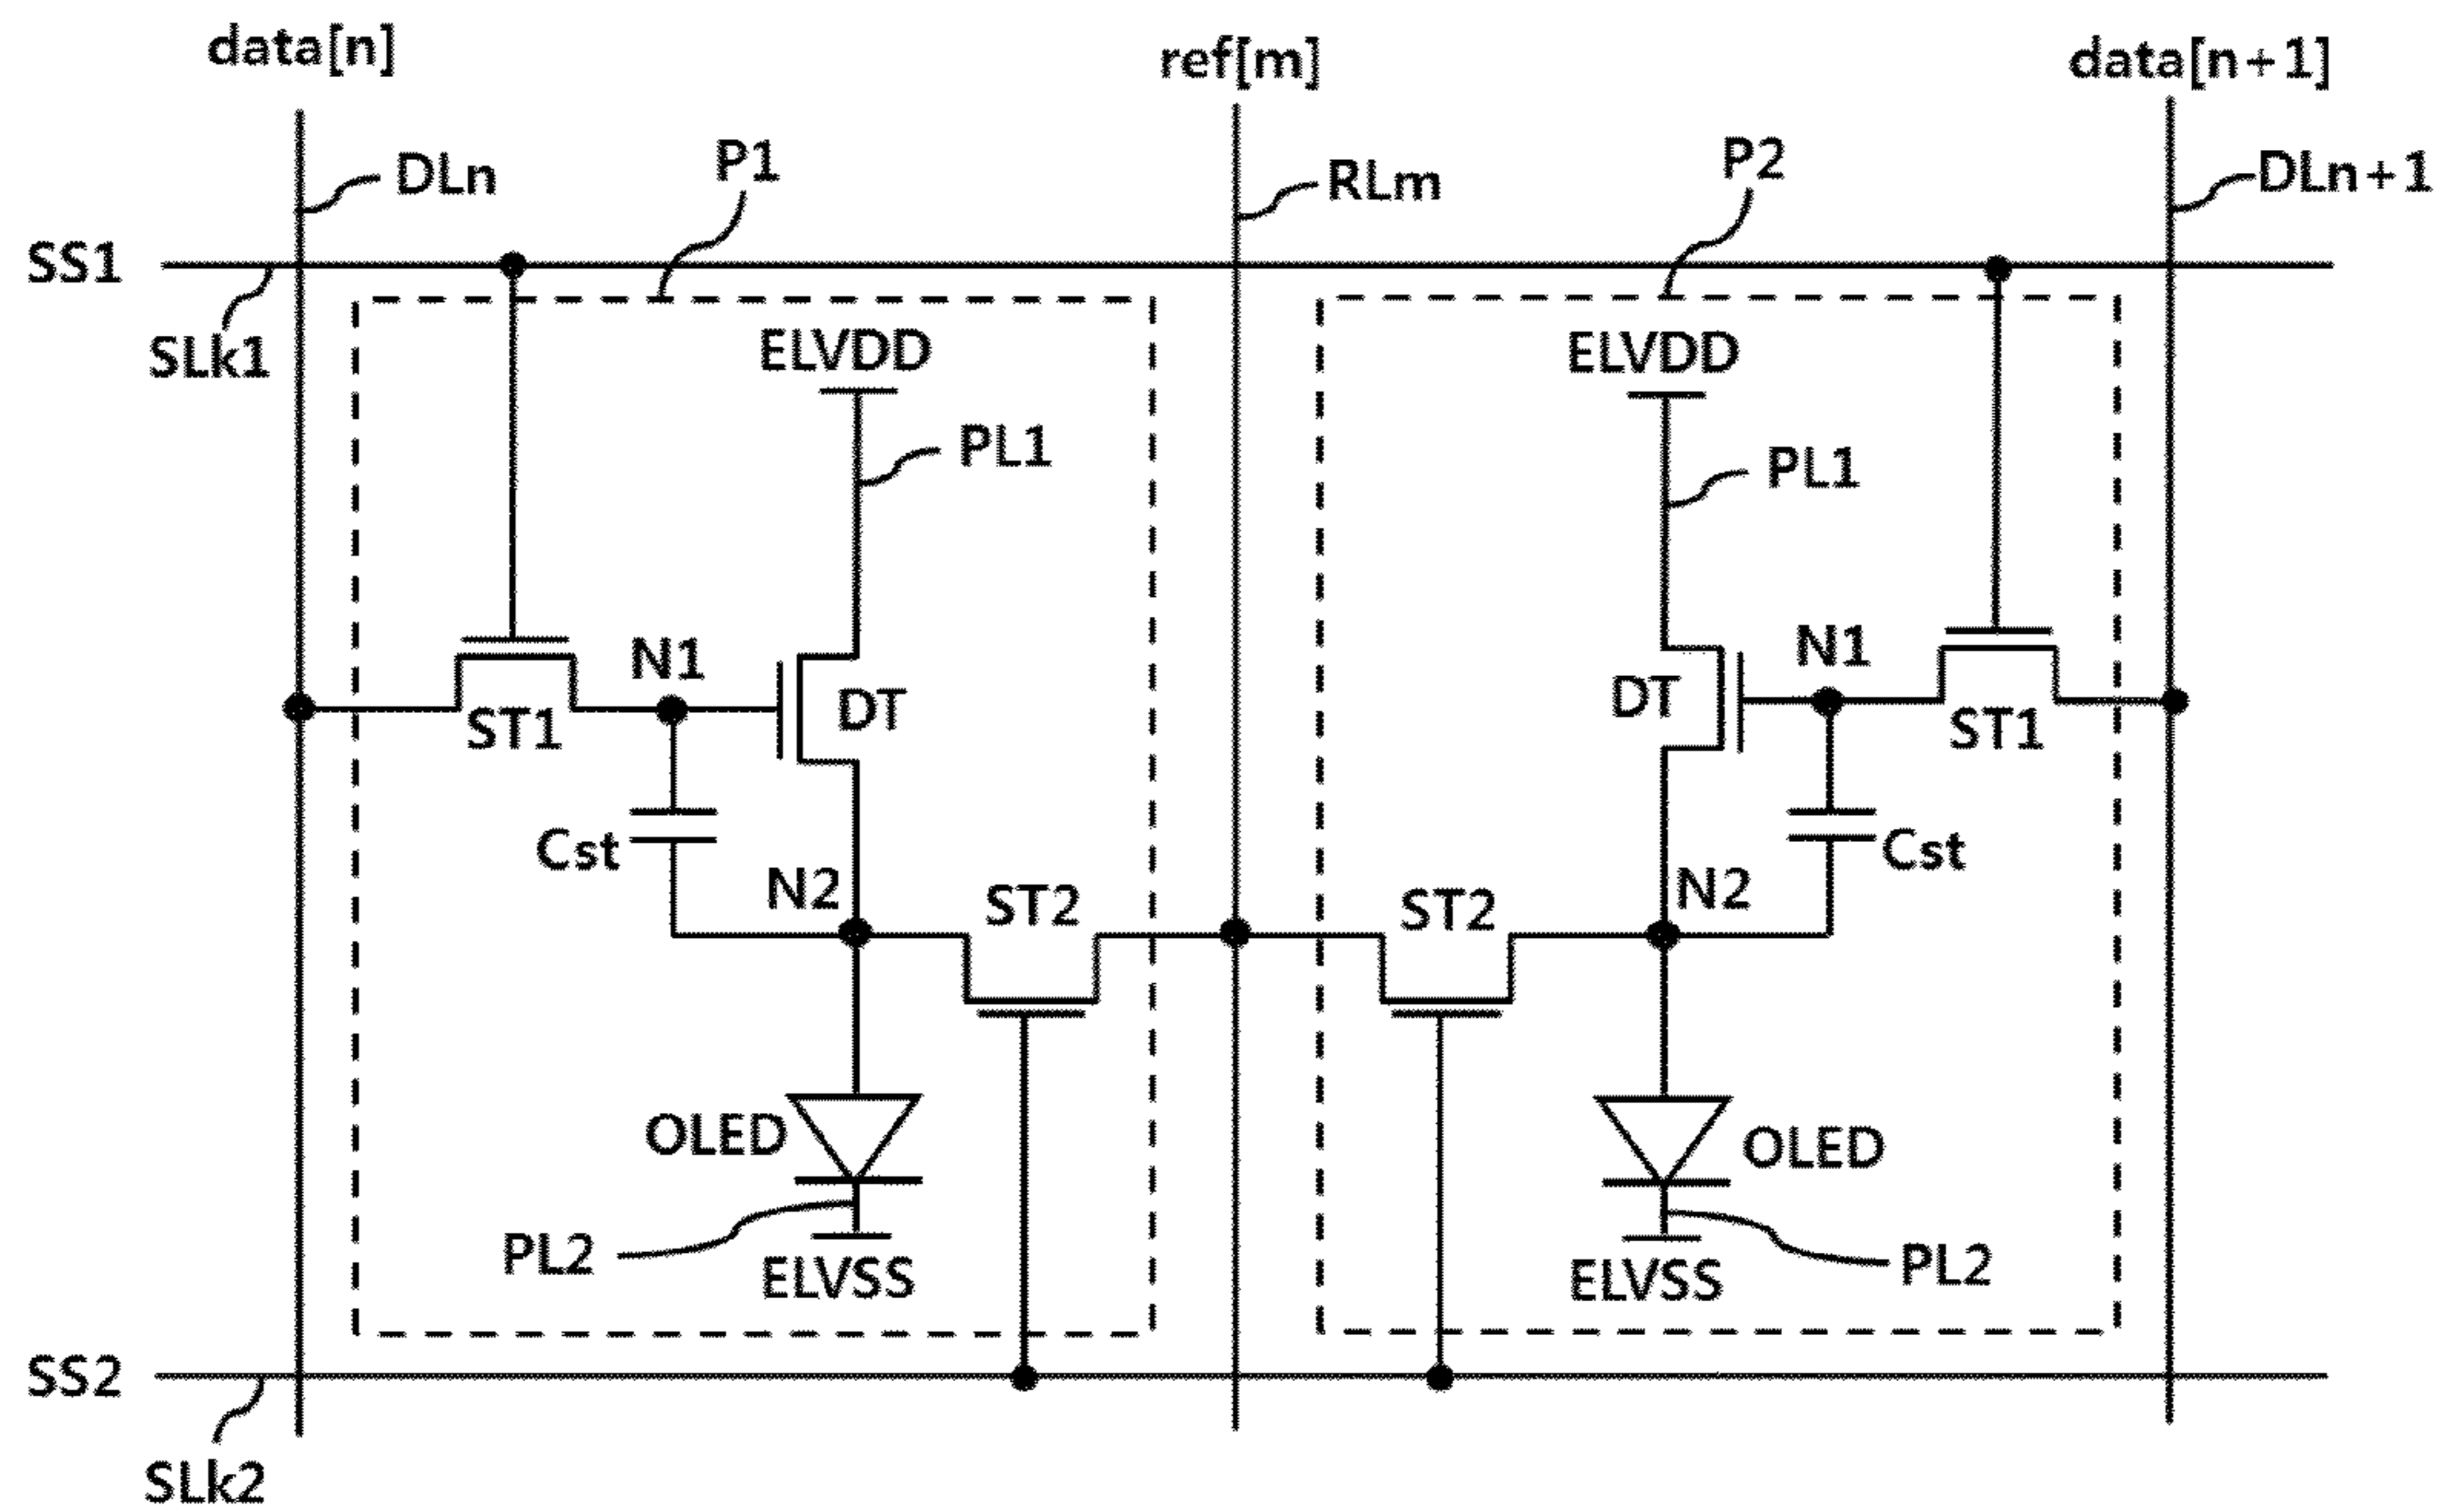 data[n]
ref[m]
data[n+1]
DLn
P1
RLm
P2
DLn+1
SS1
SLk1
ELVDD
ELVDD
PL1
PL1
N1
DT
ST1
N1
DT
ST1
Cst
N2
ST2
ST2
N2
Cst
OLED
OLED
PL2
ELVSS
ELVSS
PL2
SS2
SLk2